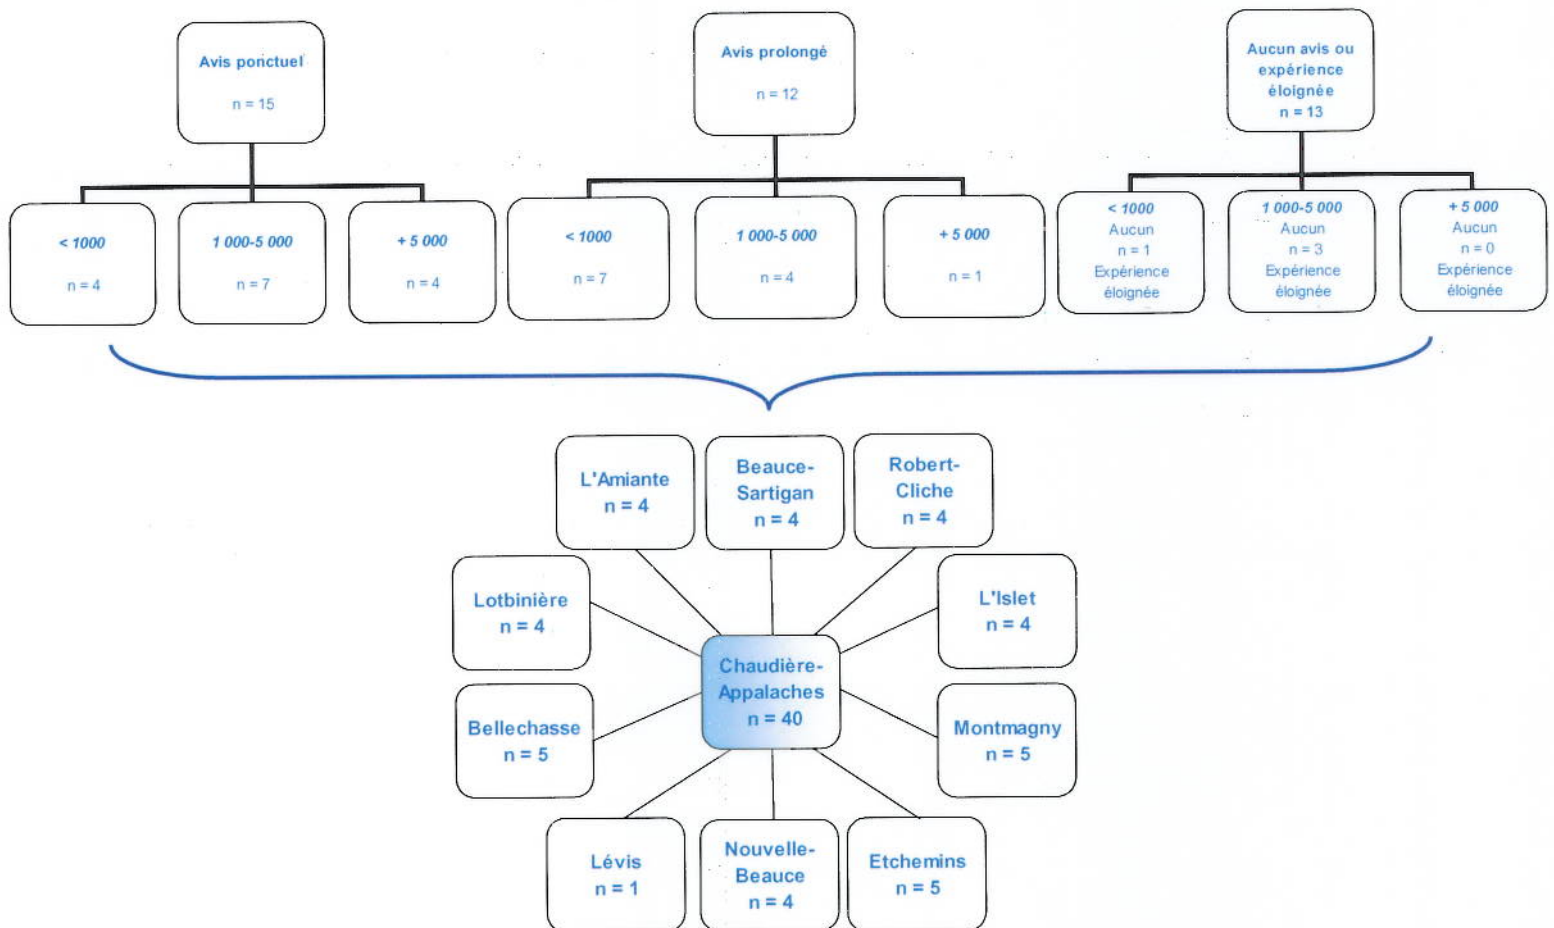 Avis ponctuel
n = 15
Avis prolongé
n = 12
Aucun avis ou
expérience
éloignée
n = 13
< 1000
n = 4
1 000-5 000
n = 7
+ 5 000
n = 4
< 1000
n = 7
1 000-5 000
n = 4
+ 5 000
n = 1
< 1000
Aucun
n = 1
Expérience
éloignée
1 000-5 000
Aucun
n = 3
Expérience
éloignée
+ 5 000
Aucun
n = 0
Expérience
éloignée
L'Amiante
n = 4
Beauce-
Sartigan
n = 4
Robert-
Cliche
n = 4
Lotbinière
n = 4
L'Islet
n = 4
Chaudière-
Appalaches
n = 40
Bellechasse
n = 5
Montmagny
n = 5
Lévis
n = 1
Nouvelle-
Beauce
n = 4
Etchemins
n = 5